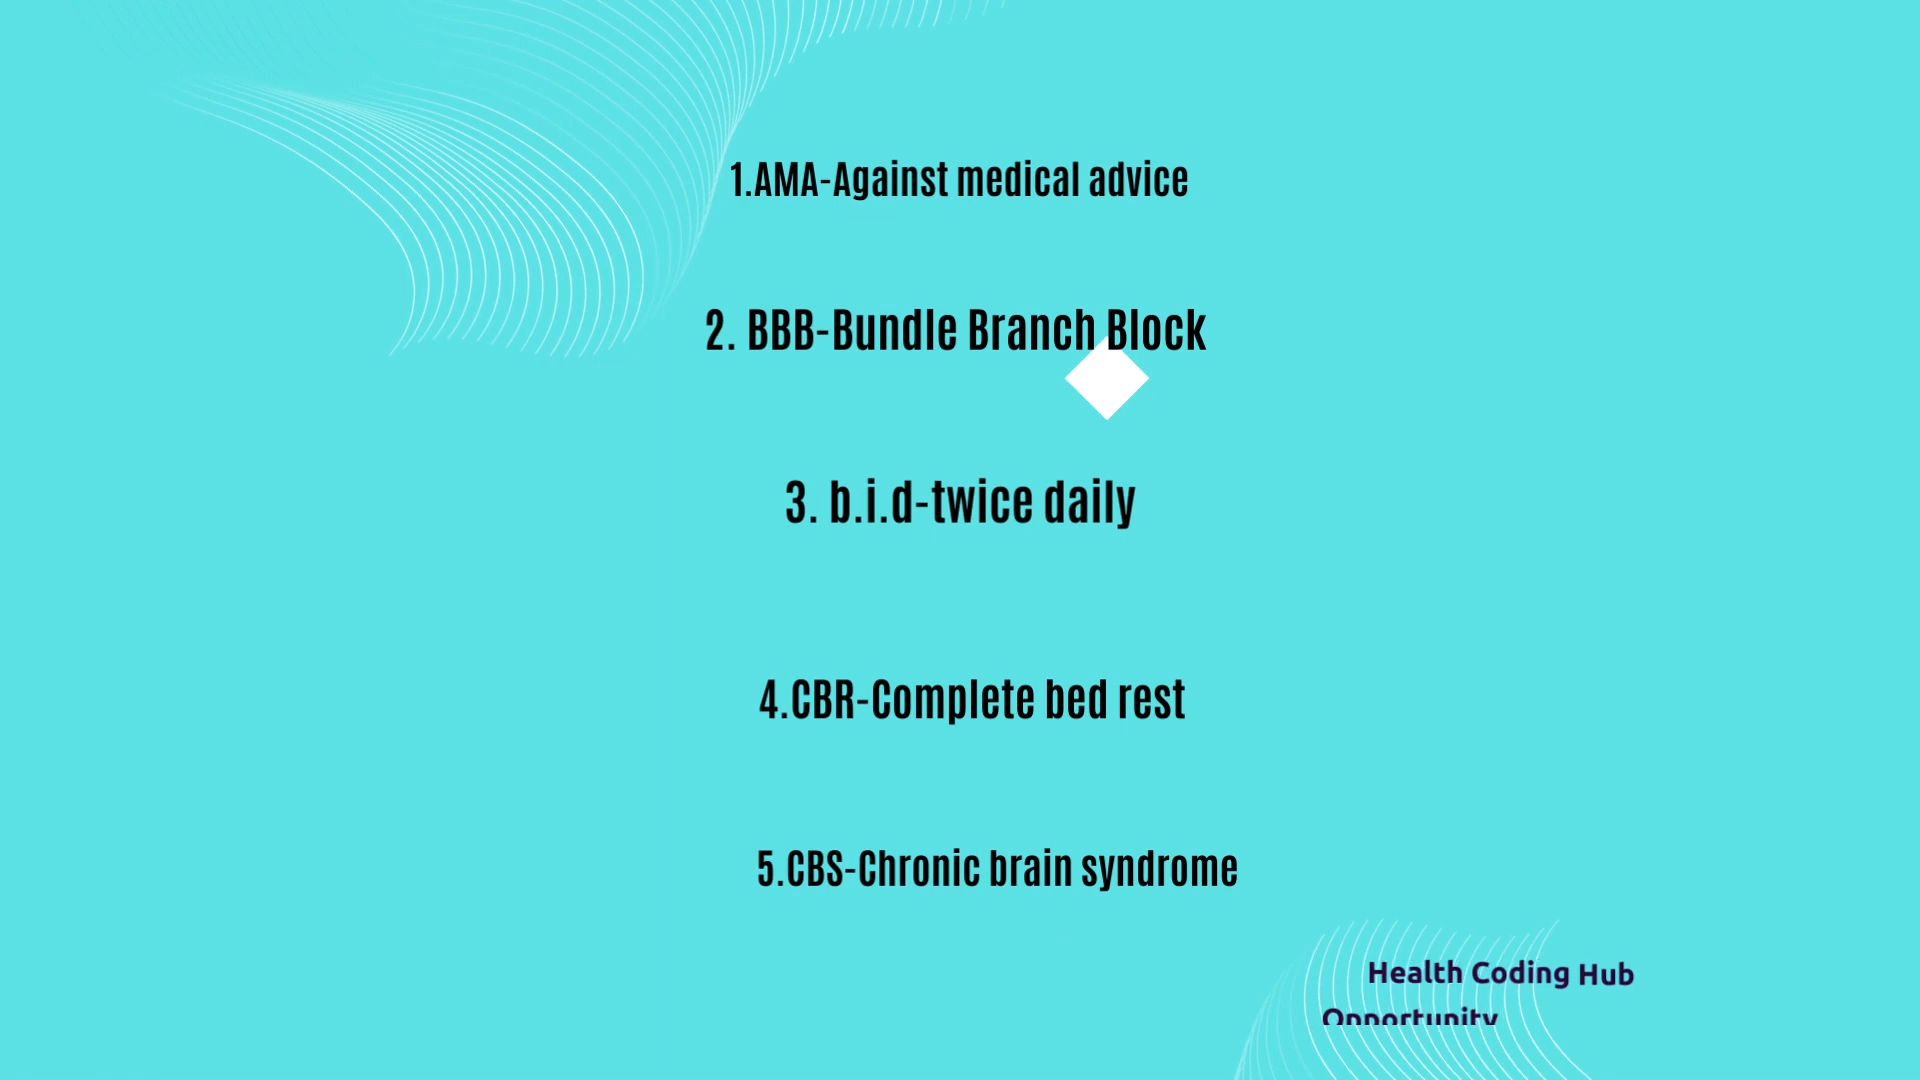 1.AMA-Against medical advice
2. BBB-Bundle Branch Block
3. b.i.d-twice daily
4.CBR-Complete bed rest
5.CBS-Chronic brain syndrome
Health Coding Hub
Opportunity